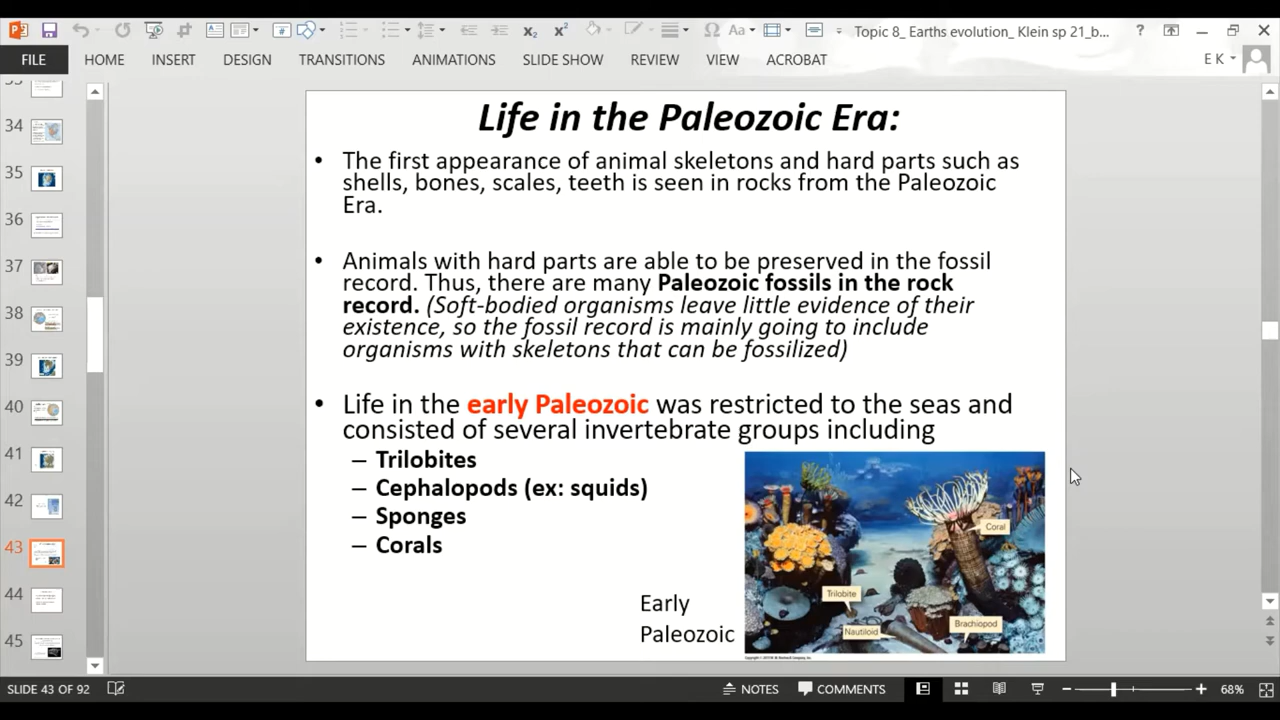 Topic 8_ Earths evolution_ Klein sp 21_b...
?
FILE HOME INSERT DESIGN TRANSITIONS ANIMATIONS SLIDE SHOW REVIEW VIEW ACROBAT E K
34
35
36
37
38
39
40
41
42
43
44
45
Life in the Paleozoic Era:
• The first appearance of animal skeletons and hard parts such as
shells, bones, scales, teeth is seen in rocks from the Paleozoic
Era.
• Animals with hard parts are able to be preserved in the fossil
record. Thus, there are many Paleozoic fossils in the rock
record. (Soft-bodied organisms leave little evidence of their
existence, so the fossil record is mainly going to include
organisms with skeletons that can be fossilized)
• Life in the early Paleozoic was restricted to the seas and
consisted of several invertebrate groups including
– Trilobites
– Cephalopods (ex: squids)
– Sponges
– Corals
Coral
Trilobite
Nautiloid
Brachiopod
Early
Paleozoic
SLIDE 43 OF 92 NOTES COMMENTS 68%